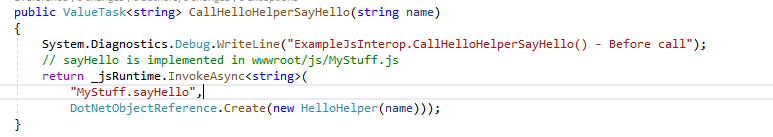 public ValueTask<string> CallHelloHelperSayHello(string name)
{
System.Diagnostics.Debug.WriteLine("ExampleJsInterop.CallHelloHelperSayHello() - Before call");
// sayHello is implemented in wwwroot/js/MyStuff.js
return _jsRuntime.InvokeAsync<string>(
"MyStuff.sayHello",
DotNetObjectReference.Create(new HelloHelper(name)));
}